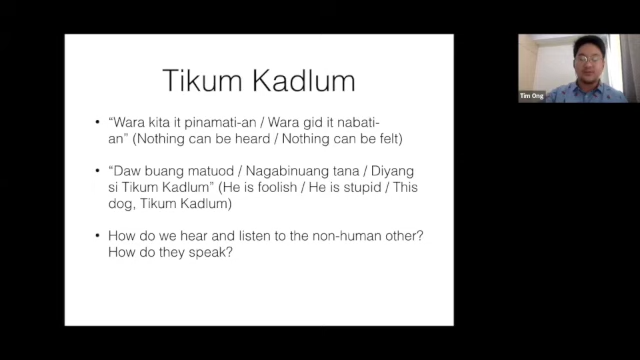 Tikum Kadlum
• “Wara kita it pinamati-an / Wara gid it nabati-
an” (Nothing can be heard / Nothing can be felt)
• “Daw buang matuod / Nagabinuang tana / Diyang
si Tikum Kadlum” (He is foolish / He is stupid / This
dog, Tikum Kadlum)
• How do we hear and listen to the non-human other?
How do they speak?
Tim Ong